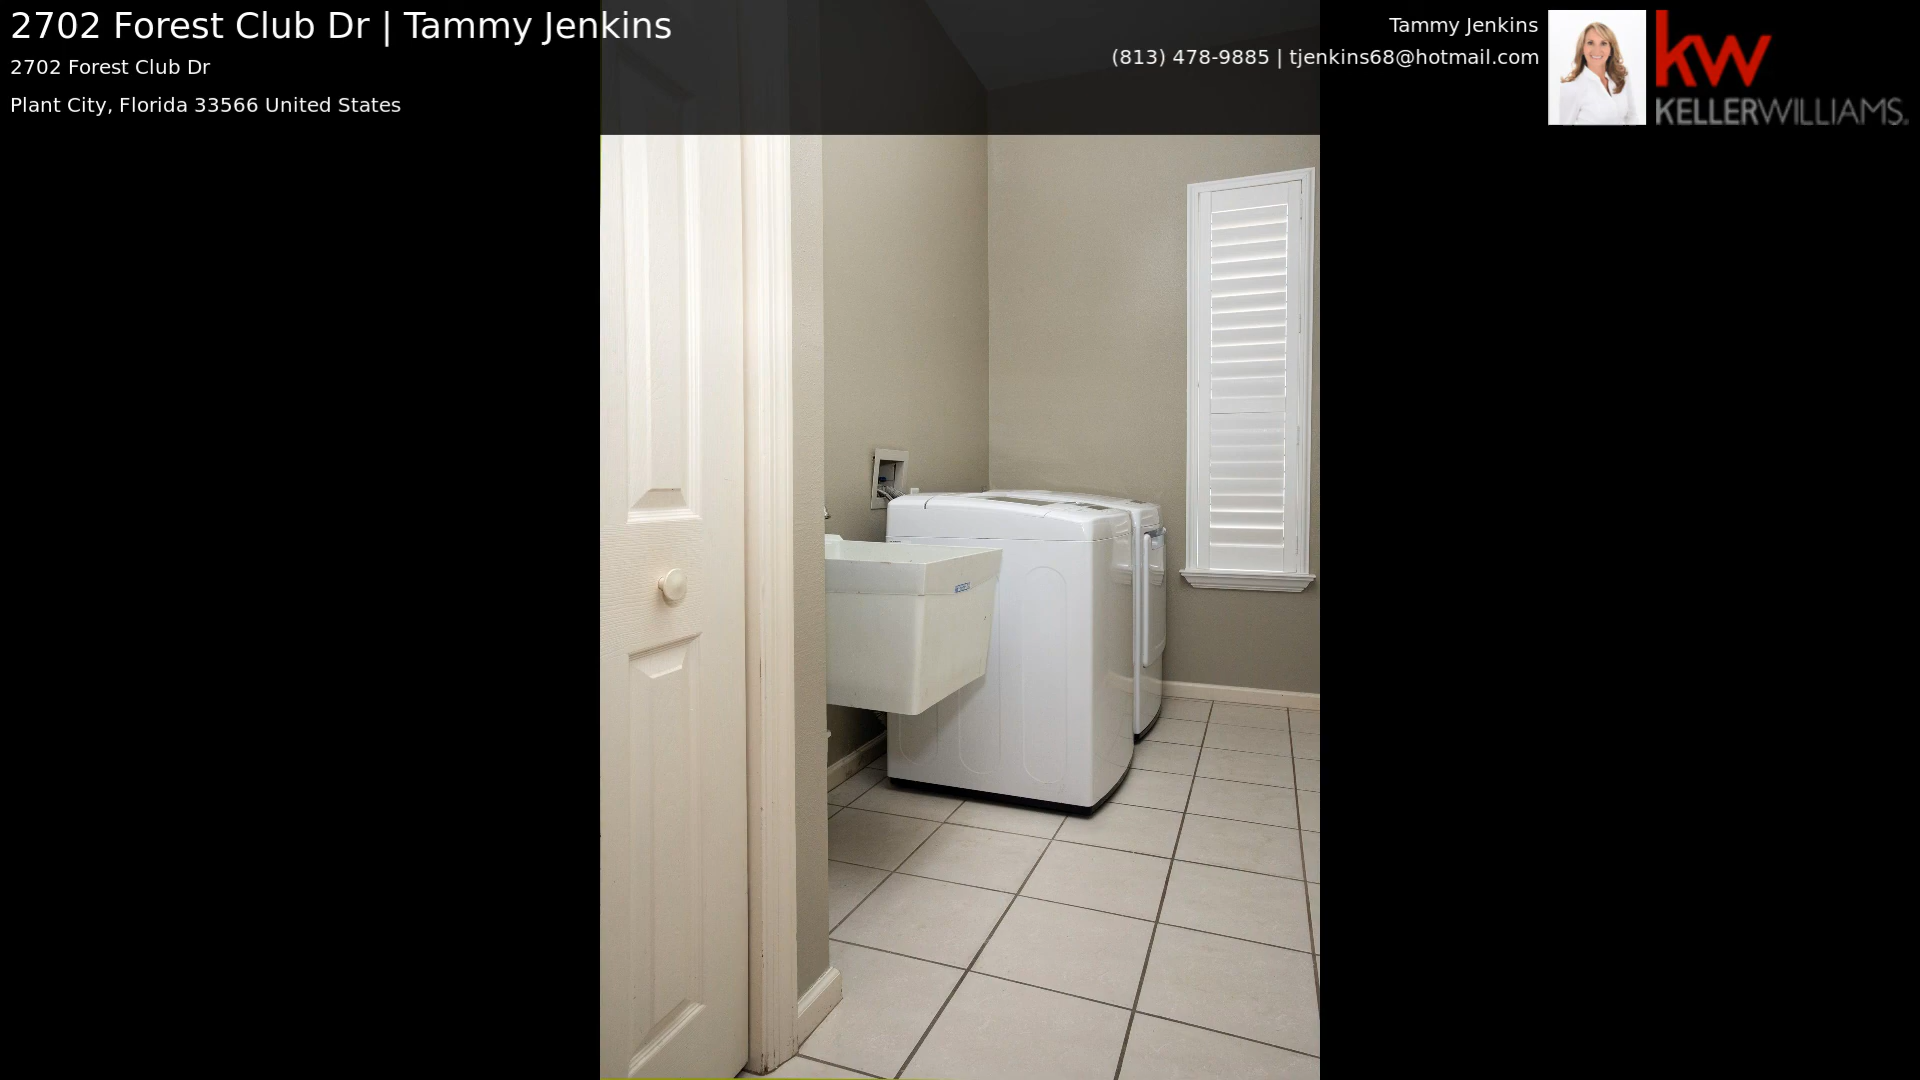 2702 Forest Club Dr | Tammy Jenkins
2702 Forest Club Dr
Plant City, Florida 33566 United States
Tammy Jenkins
(813) 478-9885 | tjenkins68@hotmail.com
kw
KELLERWILLIAMS.